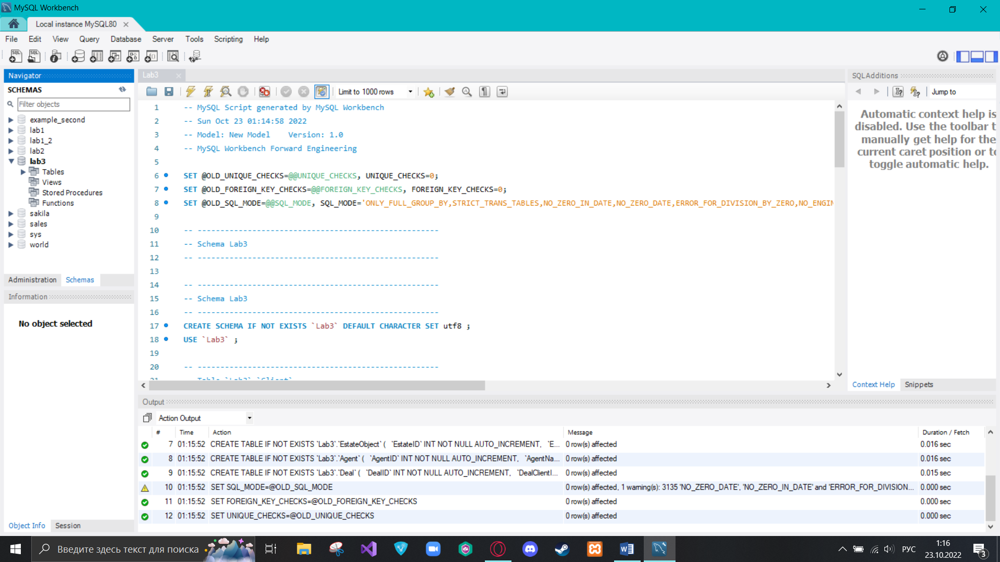 MySQL Workbench
Local instance MySQL80
File Edit View Query Database Server Tools Scripting Help
Navigator
SCHEMAS
Filter objects
example_second
lab1
lab1_2
lab2
lab3
Tables
Views
Stored Procedures
Functions
sakila
sales
sys
world
Administration Schemas
Information
No object selected
Object Info Session
Lab3
Limit to 1000 rows
1 -- MySQL Script generated by MySQL Workbench
2 -- Sun Oct 23 01:14:58 2022
3 -- Model: New Model    Version: 1.0
4 -- MySQL Workbench Forward Engineering
5
6 SET @OLD_UNIQUE_CHECKS=@@UNIQUE_CHECKS, UNIQUE_CHECKS=0;
7 SET @OLD_FOREIGN_KEY_CHECKS=@@FOREIGN_KEY_CHECKS, FOREIGN_KEY_CHECKS=0;
8 SET @OLD_SQL_MODE=@@SQL_MODE, SQL_MODE='ONLY_FULL_GROUP_BY,STRICT_TRANS_TABLES,NO_ZERO_IN_DATE,NO_ZERO_DATE,ERROR_FOR_DIVISION_BY_ZERO,NO_ENGIN
9
10 -- -----------------------------------------------------
11 -- Schema Lab3
12 -- -----------------------------------------------------
13
14 -- -----------------------------------------------------
15 -- Schema Lab3
16 -- -----------------------------------------------------
17 CREATE SCHEMA IF NOT EXISTS `Lab3` DEFAULT CHARACTER SET utf8 ;
18 USE `Lab3` ;
19
20 -- -----------------------------------------------------
21 -- Table `Lab3`.`Client`
SQLAdditions
Jump to
Automatic context help is
disabled. Use the toolbar t
manually get help for the
current caret position or to
toggle automatic help.
Context Help Snippets
Output
Action Output
# Time Action Message Duration / Fetch
7 01:15:52 CREATE TABLE IF NOT EXISTS `Lab3`.`EstateObject` (   `EstateID` INT NOT NULL AUTO_INCREMENT,   `E... 0 row(s) affected 0.016 sec
8 01:15:52 CREATE TABLE IF NOT EXISTS `Lab3`.`Agent` (   `AgentID` INT NOT NULL AUTO_INCREMENT,   `AgentNa... 0 row(s) affected 0.016 sec
9 01:15:52 CREATE TABLE IF NOT EXISTS `Lab3`.`Deal` (   `DealID` INT NOT NULL AUTO_INCREMENT,   `DealClientI... 0 row(s) affected 0.015 sec
10 01:15:52 SET SQL_MODE=@OLD_SQL_MODE 0 row(s) affected, 1 warning(s): 3135 'NO_ZERO_DATE', 'NO_ZERO_IN_DATE' and 'ERROR_FOR_DIVISION... 0.000 sec
11 01:15:52 SET FOREIGN_KEY_CHECKS=@OLD_FOREIGN_KEY_CHECKS 0 row(s) affected 0.000 sec
12 01:15:52 SET UNIQUE_CHECKS=@OLD_UNIQUE_CHECKS 0 row(s) affected 0.000 sec
Введите здесь текст для поиска
РУС
1:16
23.10.2022
3